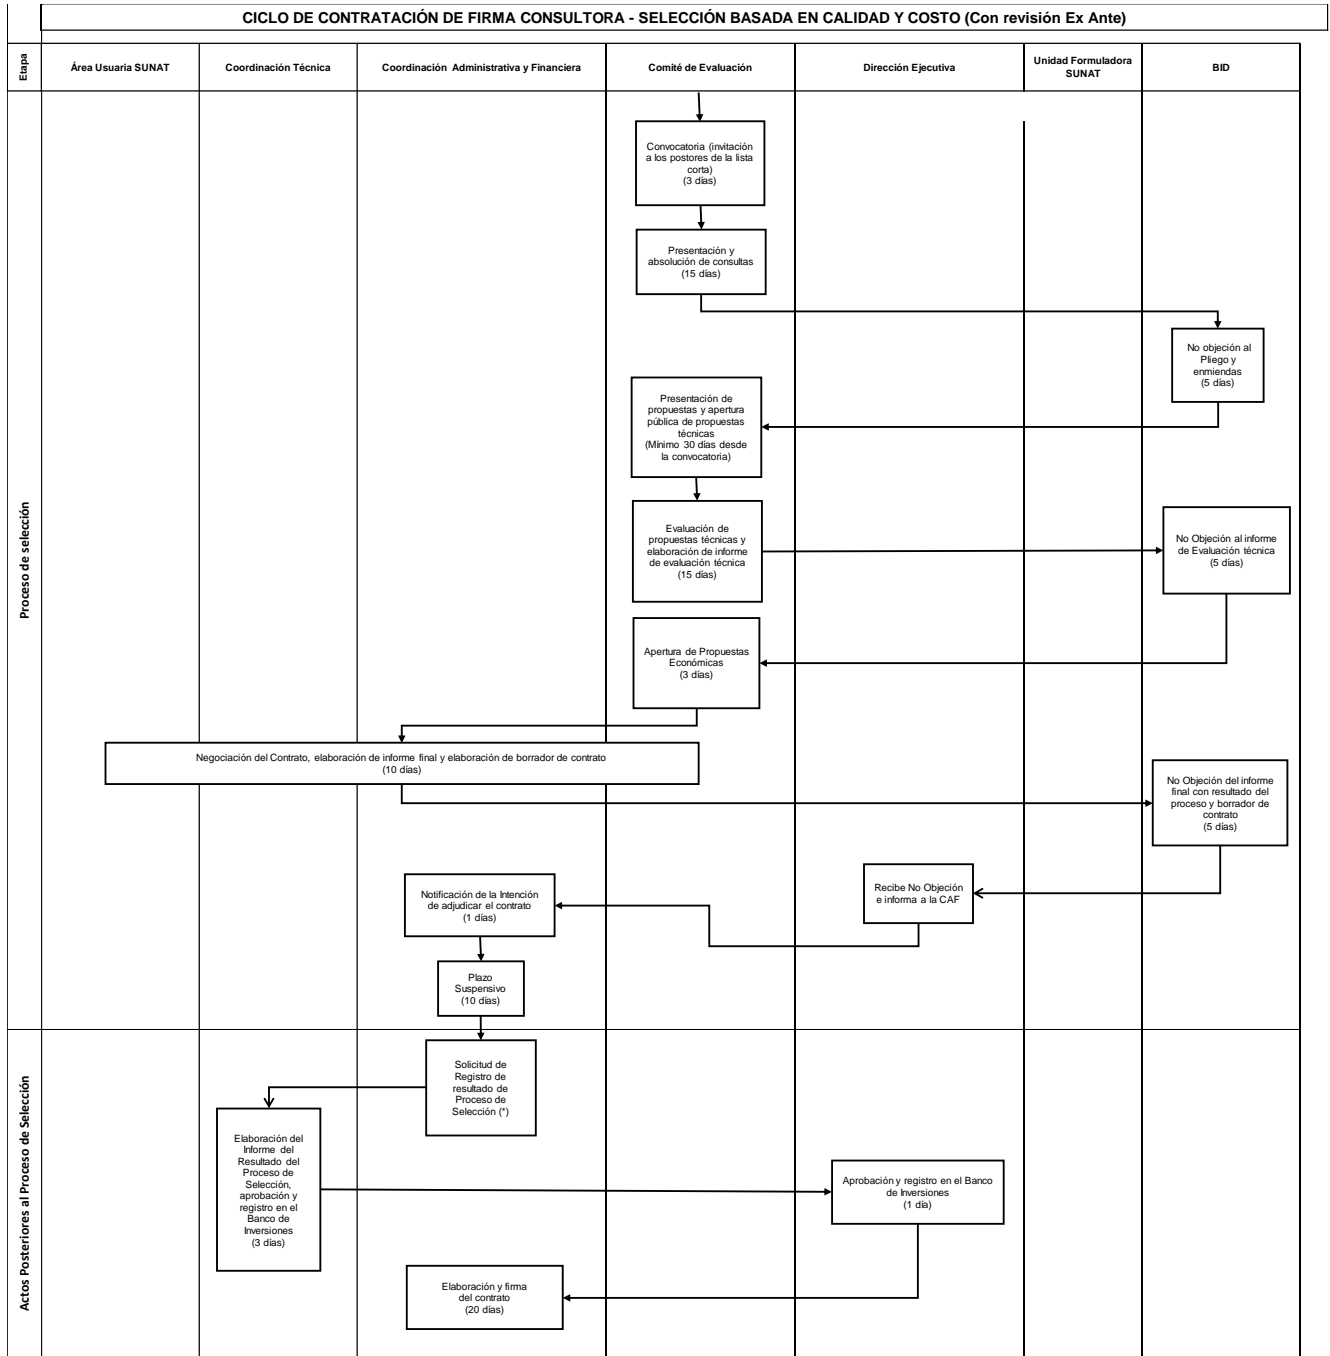 CICLO DE CONTRATACIÓN DE FIRMA CONSULTORA - SELECCIÓN BASADA EN CALIDAD Y COSTO (Con revisión Ex Ante)
Etapa
Área Usuaria SUNAT
Coordinación Técnica
Coordinación Administrativa y Financiera
Comité de Evaluación
Dirección Ejecutiva
Unidad Formuladora
SUNAT
BID
Proceso de selección
Convocatoria (invitación
a los postores de la lista
corta)
(3 días)
Presentación y
absolución de consultas
(15 días)
No objeción al
Pliego y
enmiendas
(5 días)
Presentación de
propuestas y apertura
pública de propuestas
técnicas
(Mínimo 30 días desde
la convocatoria)
Evaluación de
propuestas técnicas y
elaboración de informe
de evaluación técnica
(15 días)
No Objeción al informe
de Evaluación técnica
(5 días)
Apertura de Propuestas
Económicas
(3 días)
Negociación del Contrato, elaboración de informe final y elaboración de borrador de contrato
(10 días)
No Objeción del informe
final con resultado del
proceso y borrador de
contrato
(5 días)
Recibe No Objeción
e informa a la CAF
Notificación de la Intención
de adjudicar el contrato
(1 días)
Plazo
Suspensivo
(10 días)
Actos Posteriores al Proceso de Selección
Solicitud de
Registro de
resultado de
Proceso de
Selección (*)
Elaboración del
Informe del
Resultado del
Proceso de
Selección,
aprobación y
registro en el
Banco de
Inversiones
(3 días)
Aprobación y registro en el Banco
de Inversiones
(1 día)
Elaboración y firma
del contrato
(20 días)